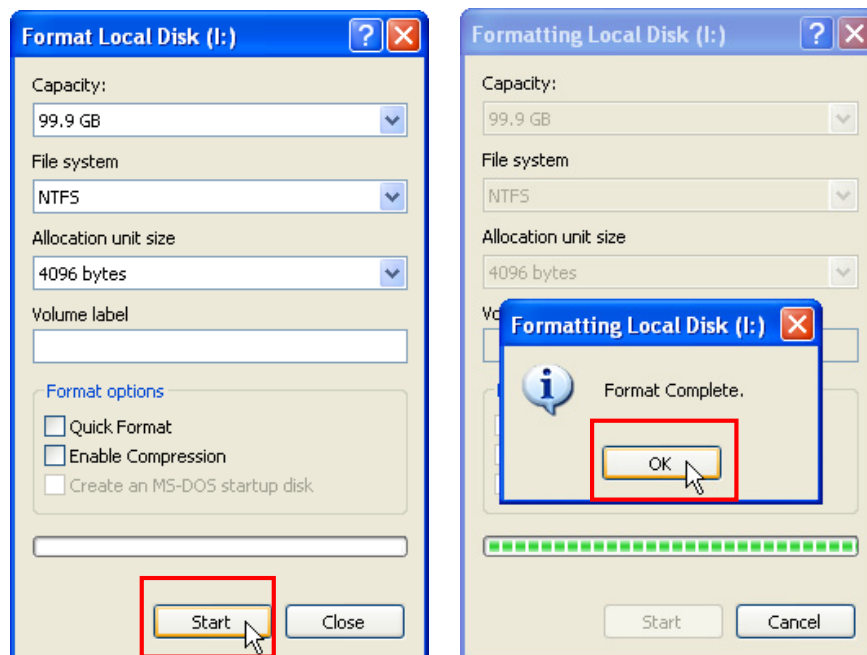 Format Local Disk (I:)
Capacity:
99.9 GB
File system
NTFS
Allocation unit size
4096 bytes
Volume label
Format options
Quick Format
Enable Compression
Create an MS-DOS startup disk
Start
Close
Formatting Local Disk (I:)
Capacity:
99.9 GB
File system
NTFS
Allocation unit size
4096 bytes
Formatting Local Disk (I:)
Format Complete.
OK
Start
Cancel